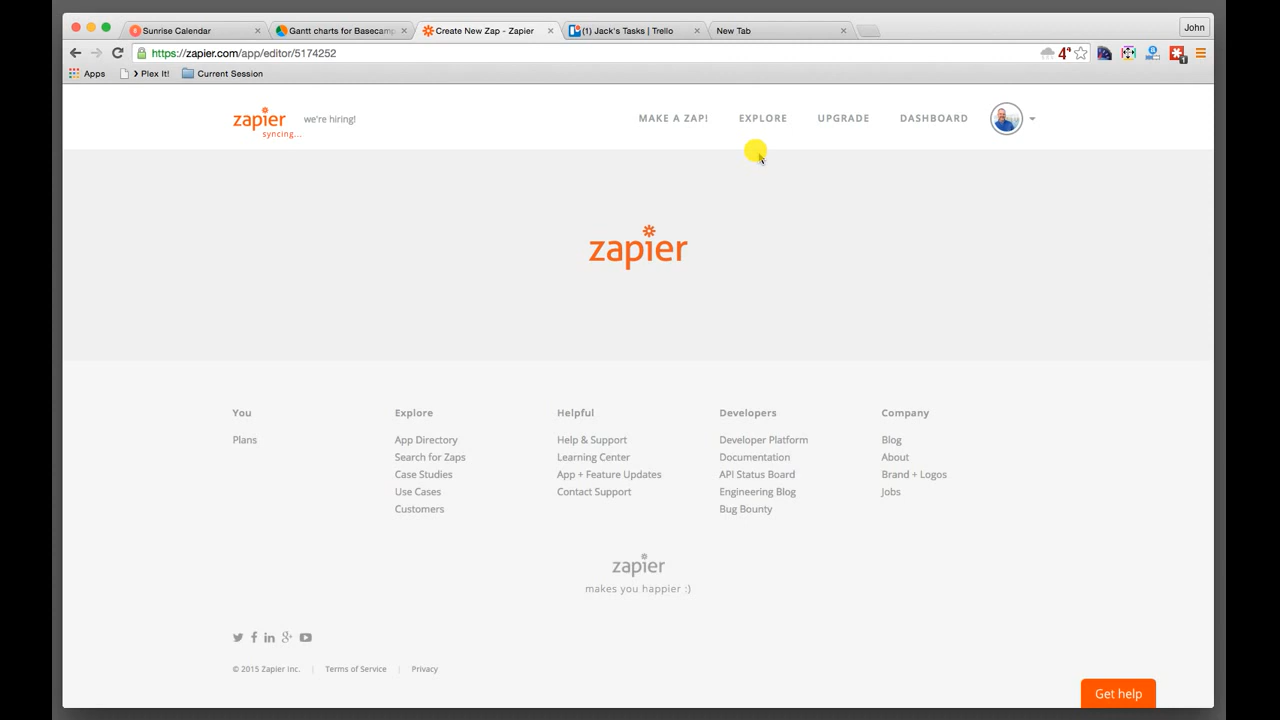 Sunrise Calendar
Gantt charts for Basecamp
Create New Zap - Zapier
(1) Jack's Tasks | Trello
New Tab
John
https://zapier.com/app/editor/5174252
4°
1
Apps
Plex It!
Current Session
zapier
syncing...
we're hiring!
MAKE A ZAP!
EXPLORE
UPGRADE
DASHBOARD
zapier
You
Plans
Explore
App Directory
Search for Zaps
Case Studies
Use Cases
Customers
Helpful
Help & Support
Learning Center
App + Feature Updates
Contact Support
Developers
Developer Platform
Documentation
API Status Board
Engineering Blog
Bug Bounty
Company
Blog
About
Brand + Logos
Jobs
zapier
makes you happier :)
© 2015 Zapier Inc. | Terms of Service | Privacy
Get help